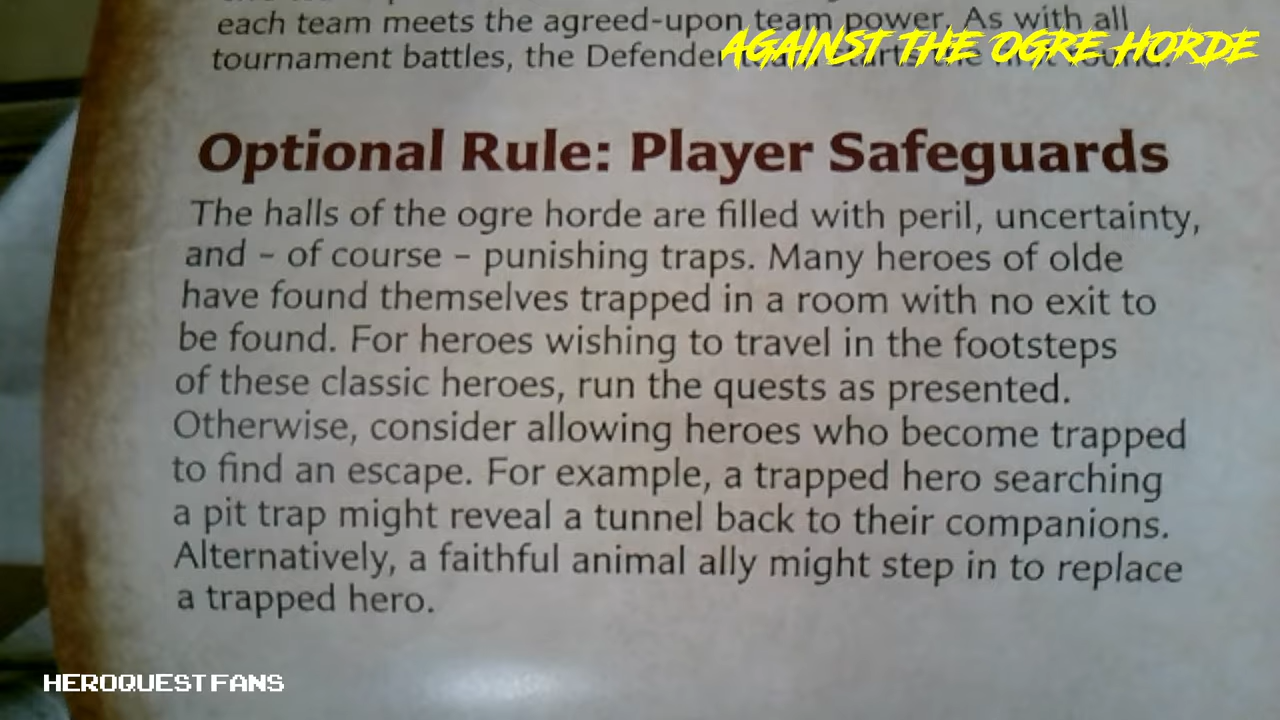 each team meets the agreed-upon team power. As with all
tournament battles, the Defender
AGAINST THE OGRE HORDE
Optional Rule: Player Safeguards
The halls of the ogre horde are filled with peril, uncertainty,
and – of course – punishing traps. Many heroes of olde
have found themselves trapped in a room with no exit to
be found. For heroes wishing to travel in the footsteps
of these classic heroes, run the quests as presented.
Otherwise, consider allowing heroes who become trapped
to find an escape. For example, a trapped hero searching
a pit trap might reveal a tunnel back to their companions.
Alternatively, a faithful animal ally might step in to replace
a trapped hero.
HEROQUEST FANS